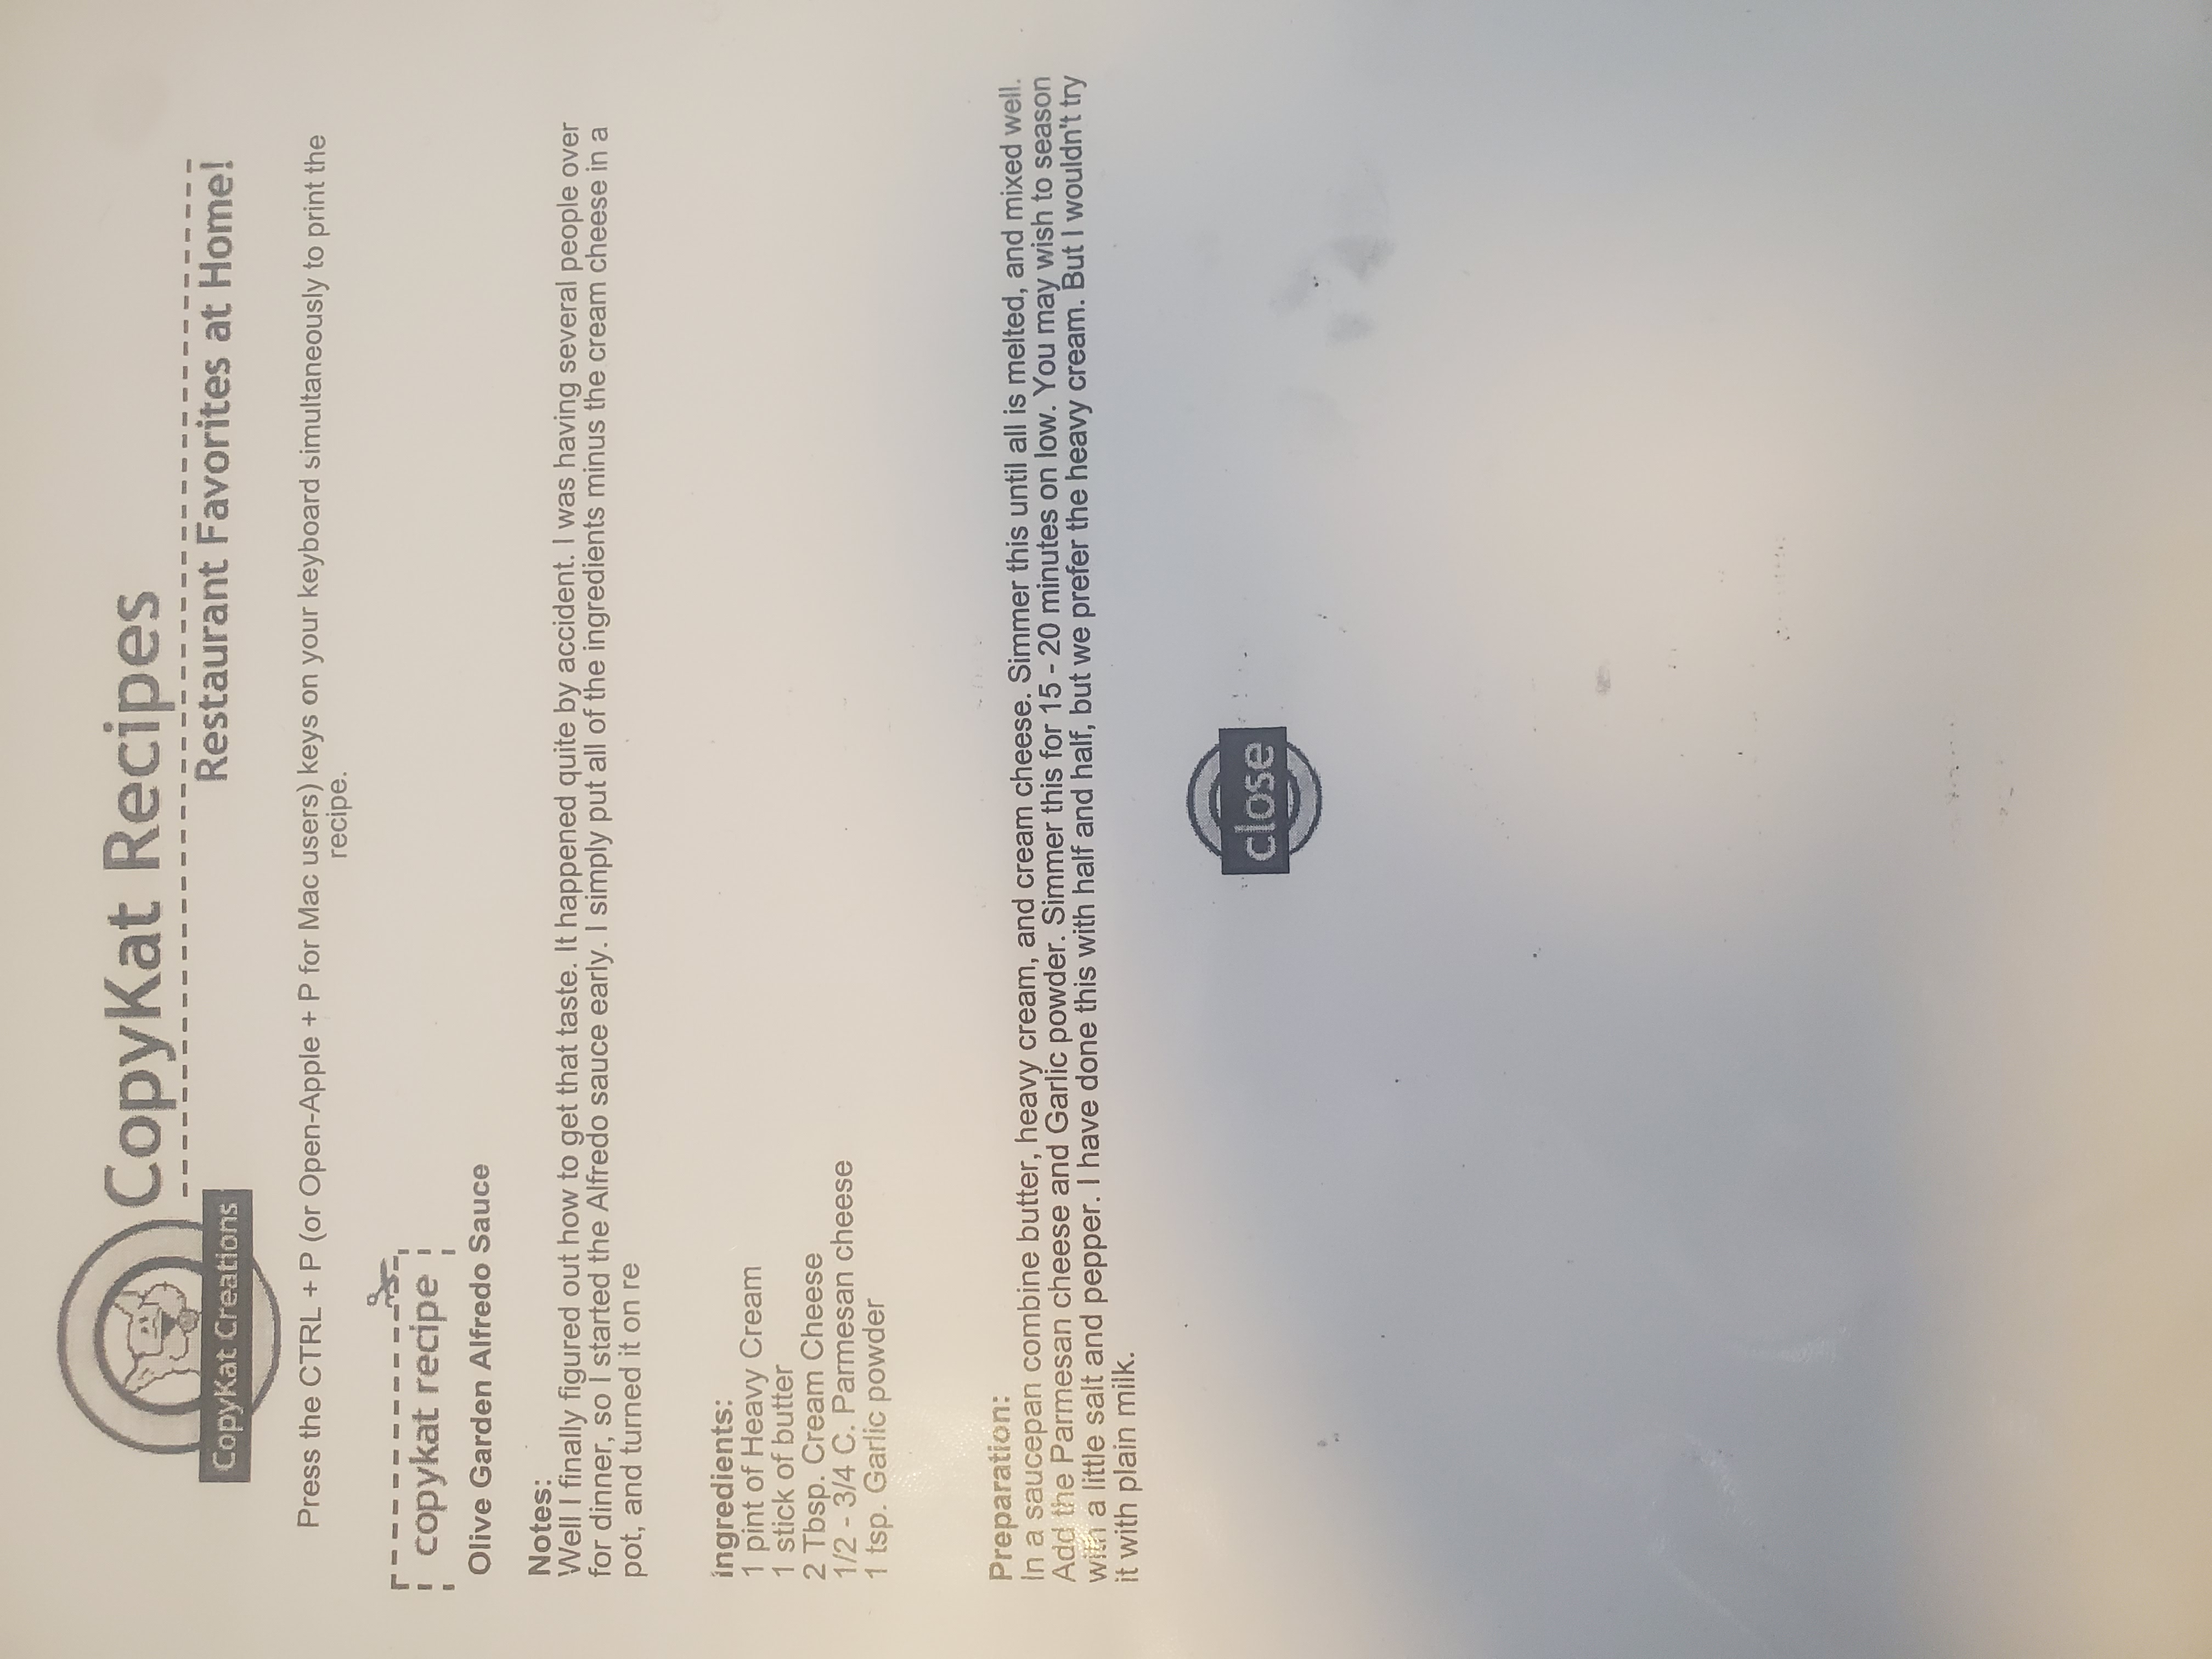 CopyKat Recipes
Restaurant Favorites at Home!
CopyKat Creations
Press the CTRL + P (or Open-Apple + P for Mac users) keys on your keyboard simultaneously to print the
recipe.
copykat recipe
Olive Garden Alfredo Sauce
Notes:
Well I finally figured out how to get that taste. It happened quite by accident. I was having several people over
for dinner, so I started the Alfredo sauce early. I simply put all of the ingredients minus the cream cheese in a
pot, and turned it on re
ingredients:
1 pint of Heavy Cream
1 stick of butter
2 Tbsp. Cream Cheese
1/2 - 3/4 C. Parmesan cheese
1 tsp. Garlic powder
Preparation:
In a saucepan combine butter, heavy cream, and cream cheese. Simmer this until all is melted, and mixed well.
Add the Parmesan cheese and Garlic powder. Simmer this for 15 - 20 minutes on low. You may wish to season
with a little salt and pepper. I have done this with half and half, but we prefer the heavy cream. But I wouldn't try
it with plain milk.
close